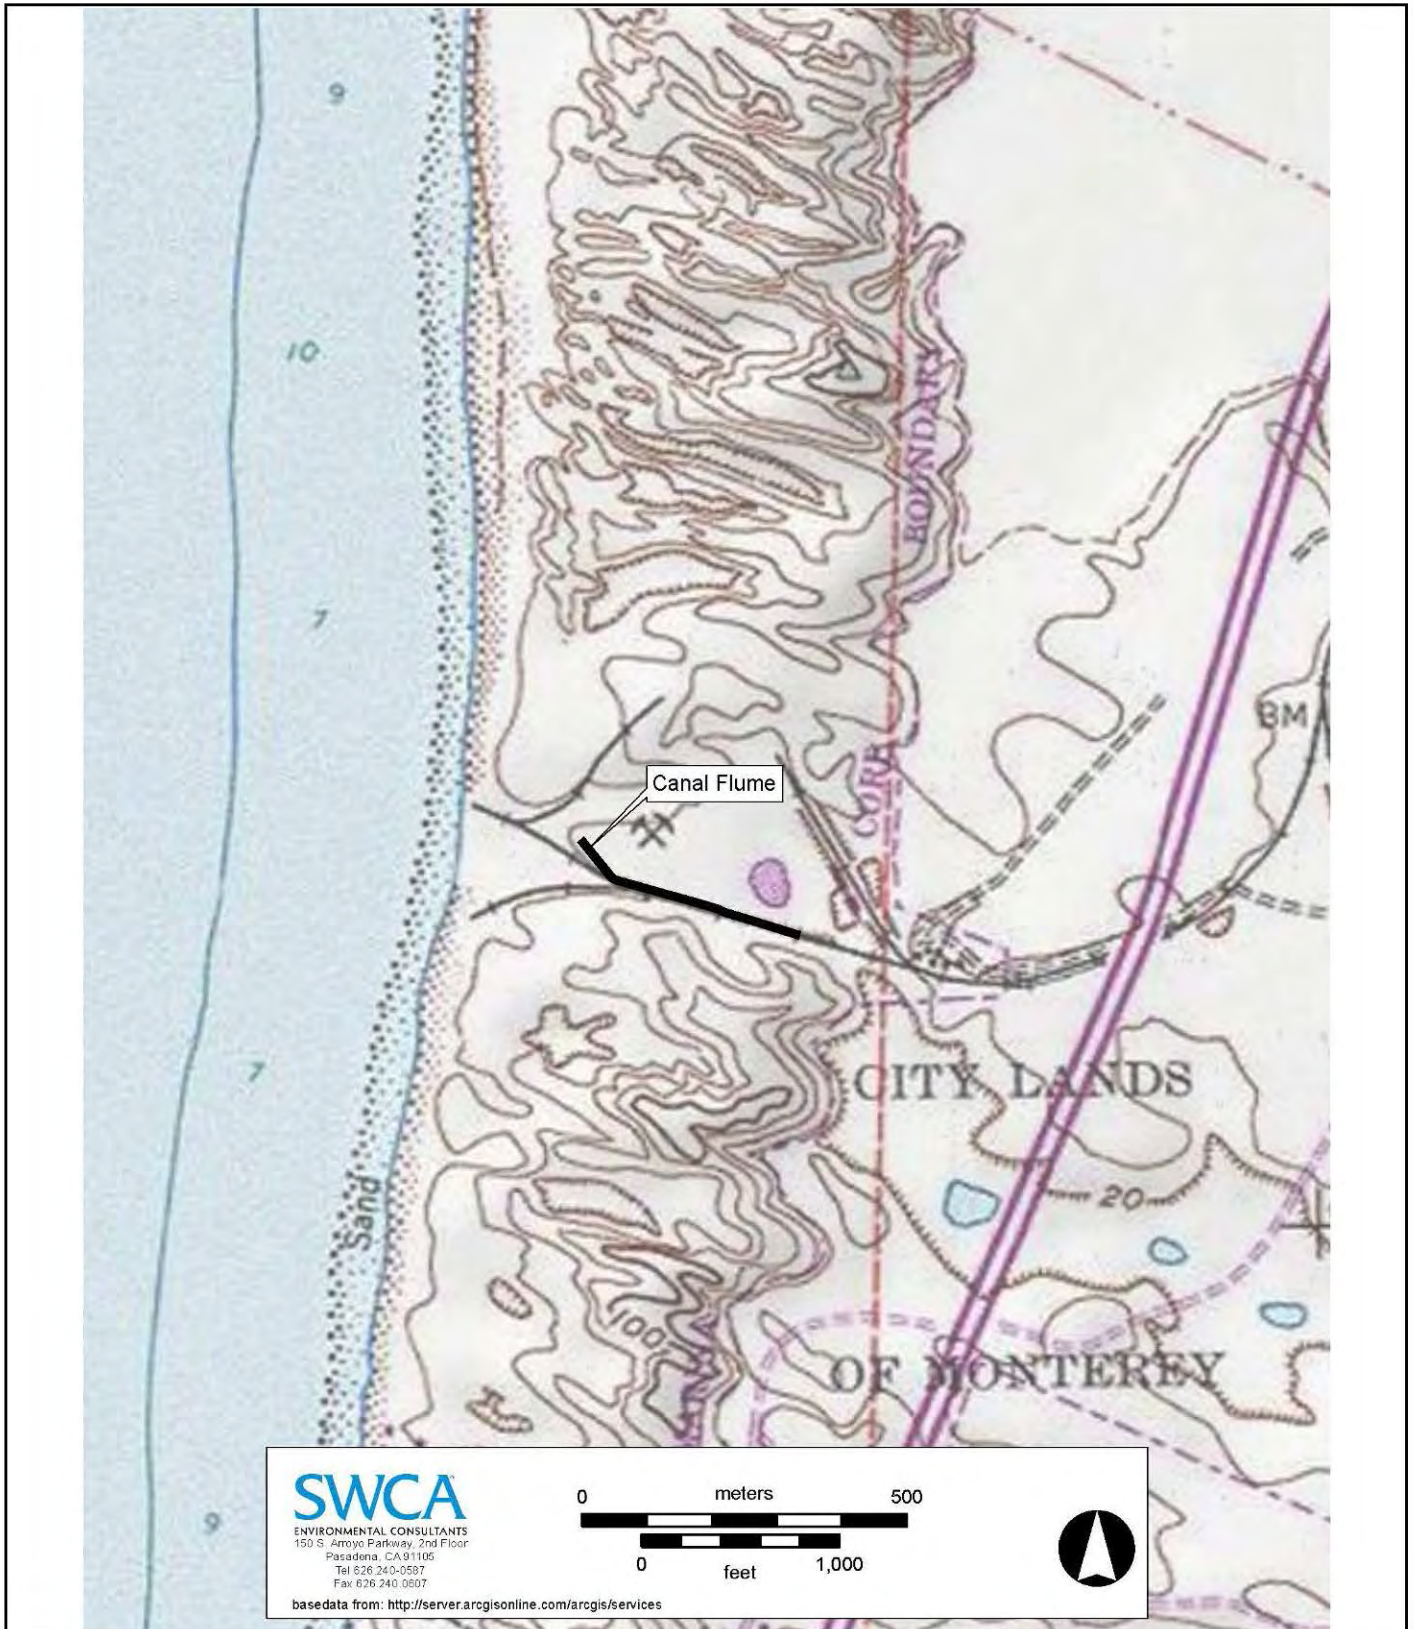 9
10
BOUNDARY
7
BM
Canal Flume
CORP
7
CITY LANDS
20
Sand
100
OF MONTEREY
9
SWCA
ENVIRONMENTAL CONSULTANTS
150 S. Arroyo Parkway, 2nd Floor
Pasadena, CA 91105
Tel 626.240-0587
Fax 626.240.0607
0 meters 500
0 feet 1,000
basedata from: http://server.arcgisonline.com/arcgis/services